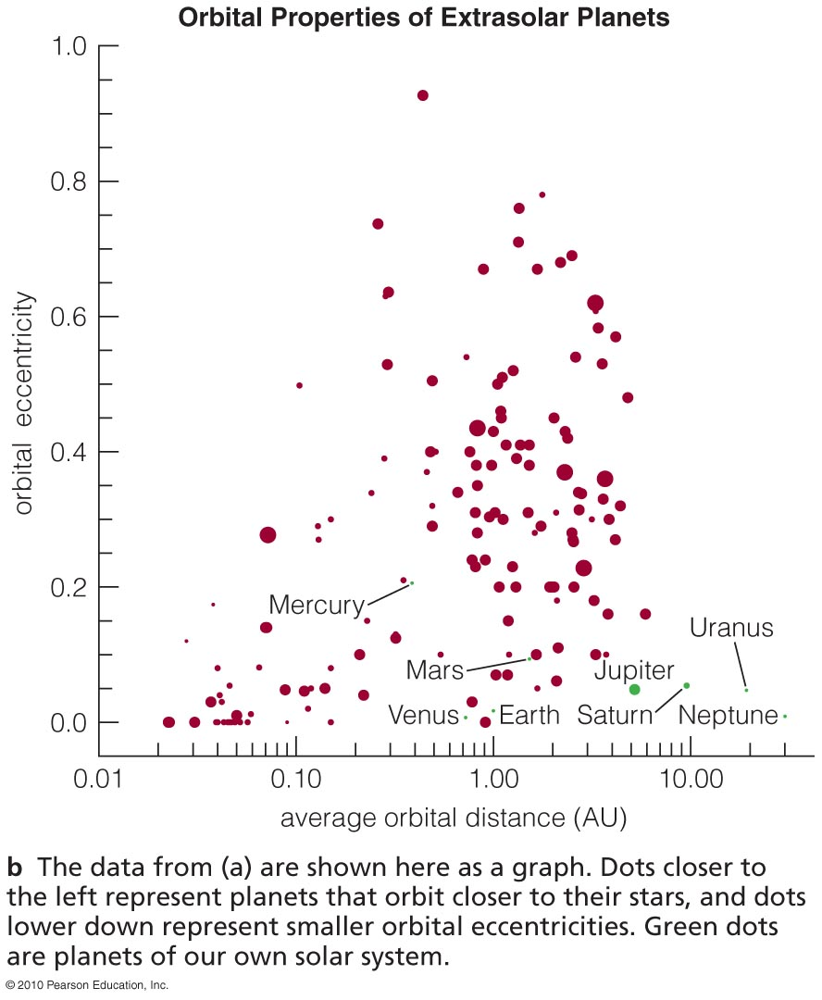 Orbital Properties of Extrasolar Planets
1.0
0.8
0.6
0.4
0.2
0.0
orbital eccentricity
Mercury
Uranus
Mars
Jupiter
Venus
Earth
Saturn
Neptune
0.01
0.10
1.00
10.00
average orbital distance (AU)
b The data from (a) are shown here as a graph. Dots closer to
the left represent planets that orbit closer to their stars, and dots
lower down represent smaller orbital eccentricities. Green dots
are planets of our own solar system.
© 2010 Pearson Education, Inc.